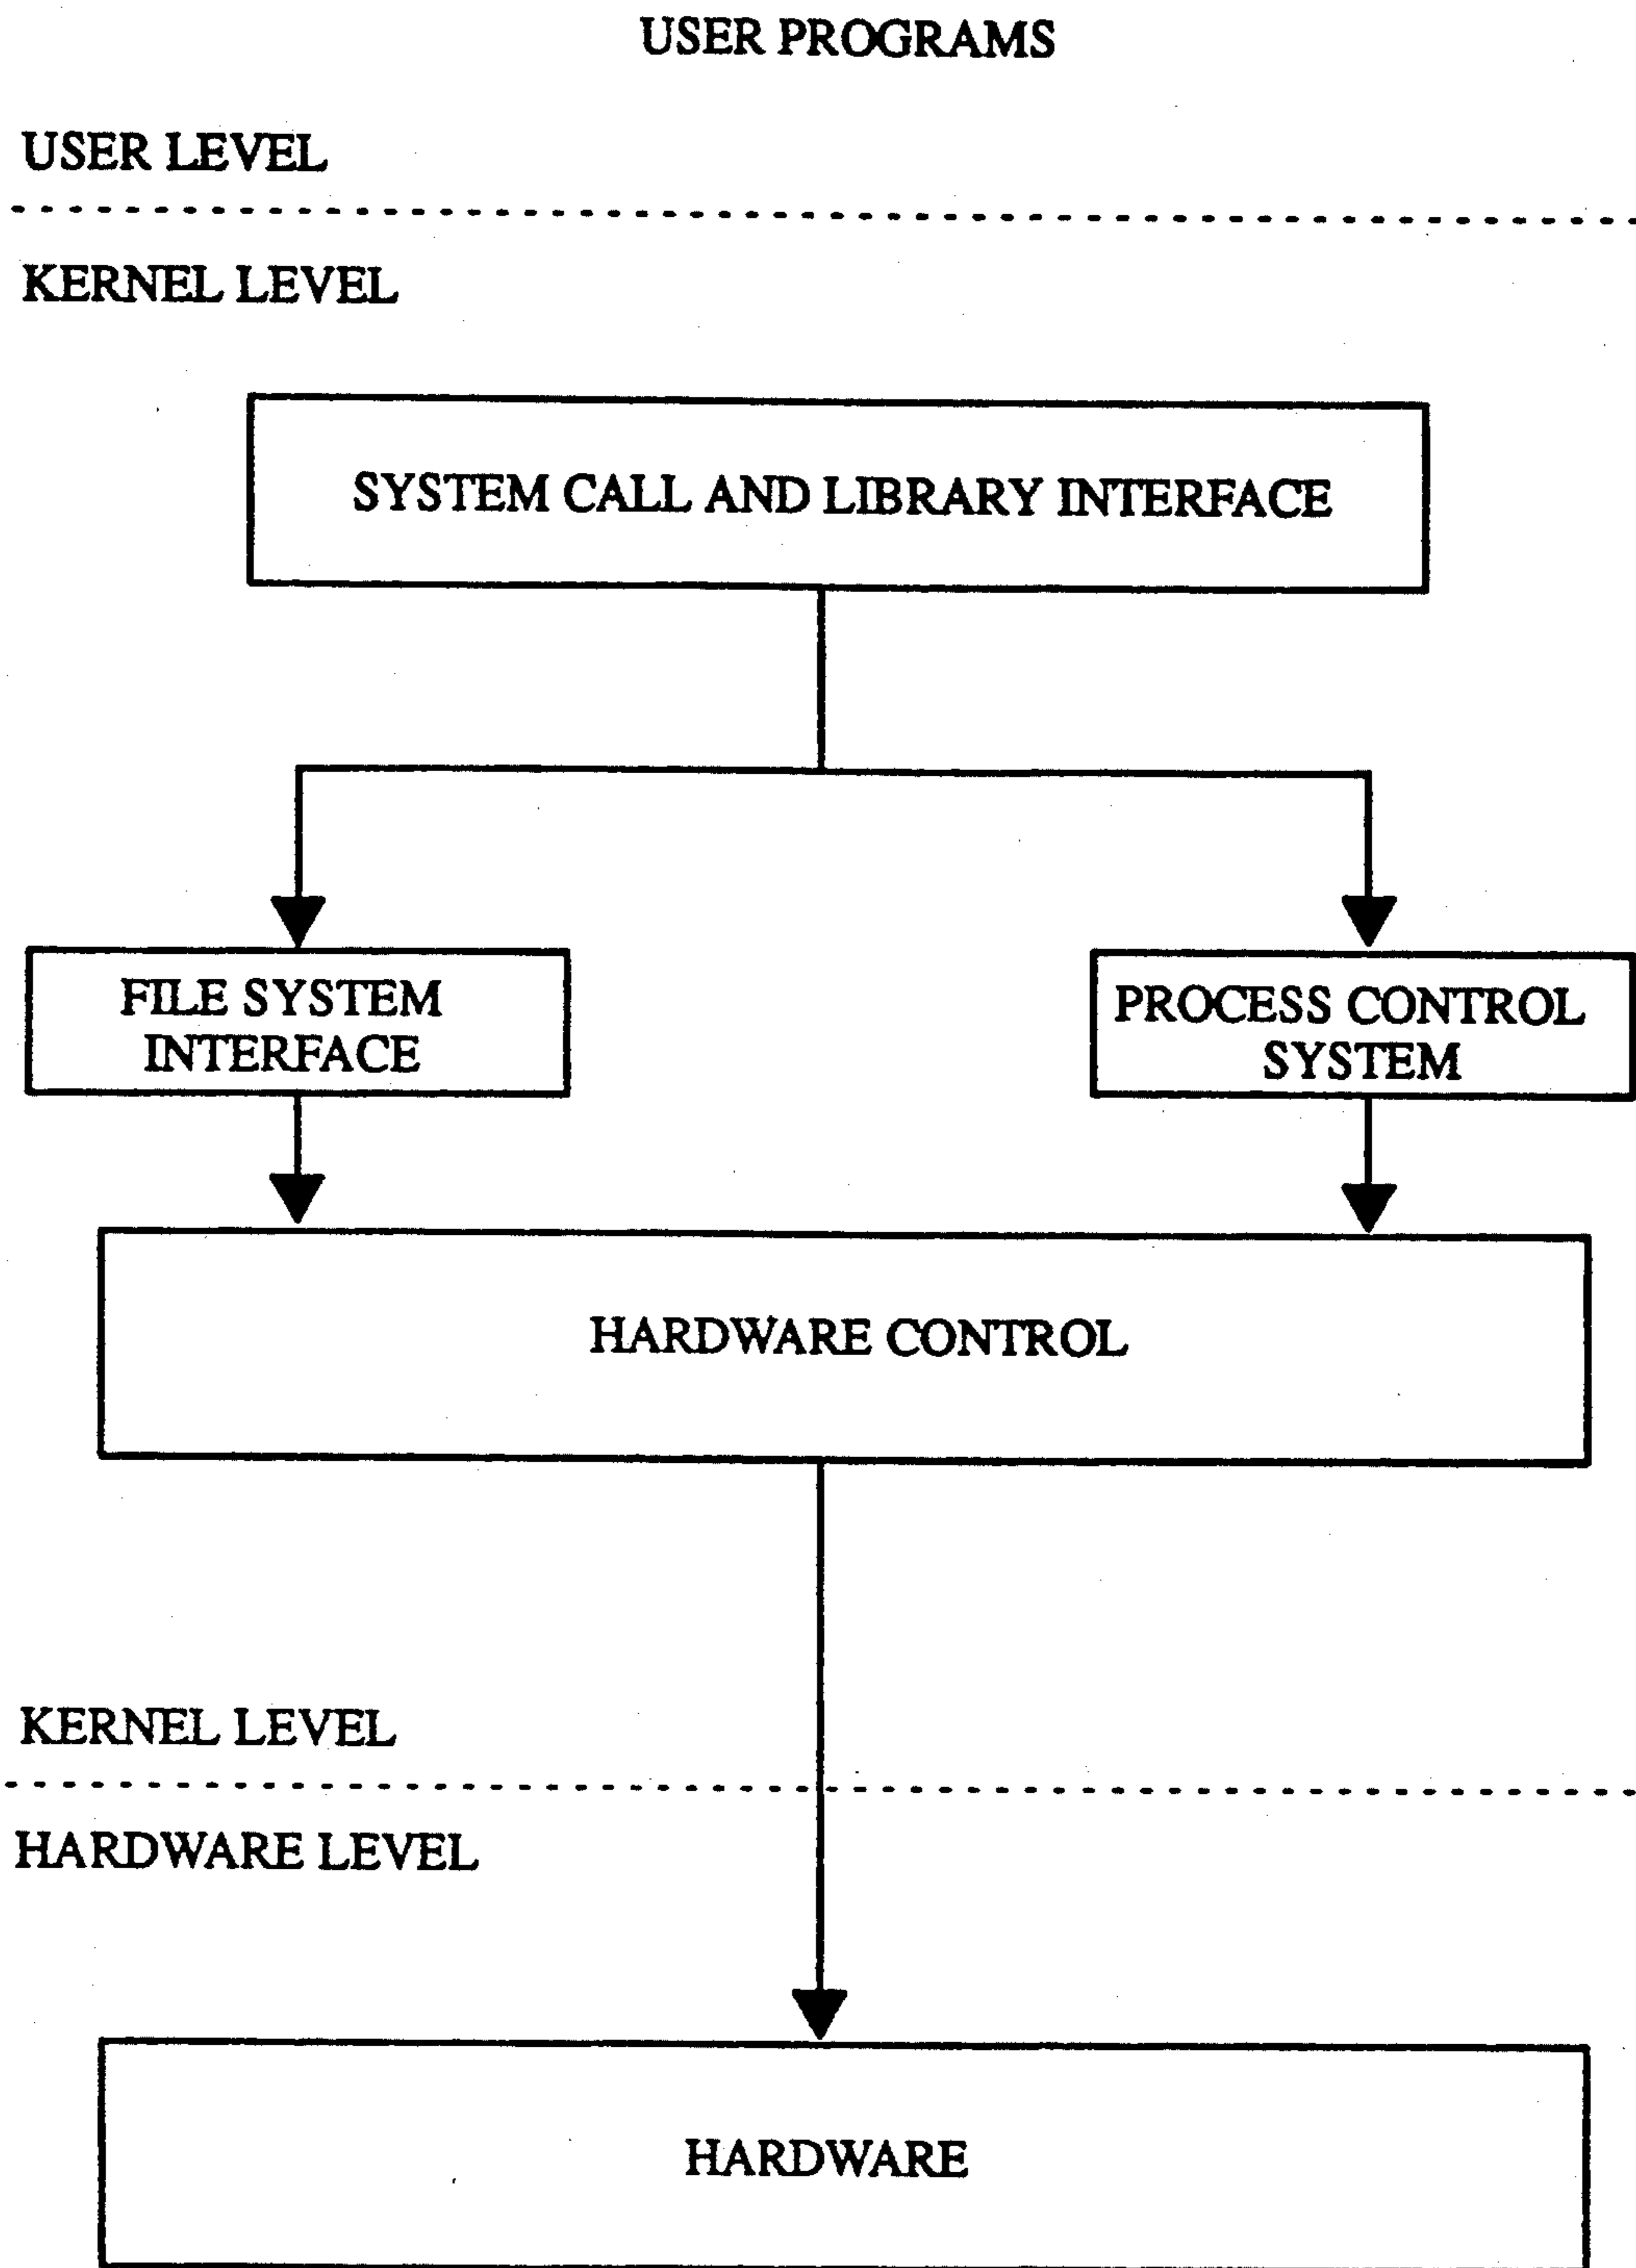 USER PROGRAMS
USER LEVEL
KERNEL LEVEL
SYSTEM CALL AND LIBRARY INTERFACE
FILE SYSTEM
INTERFACE
PROCESS CONTROL
SYSTEM
HARDWARE CONTROL
KERNEL LEVEL
HARDWARE LEVEL
HARDWARE